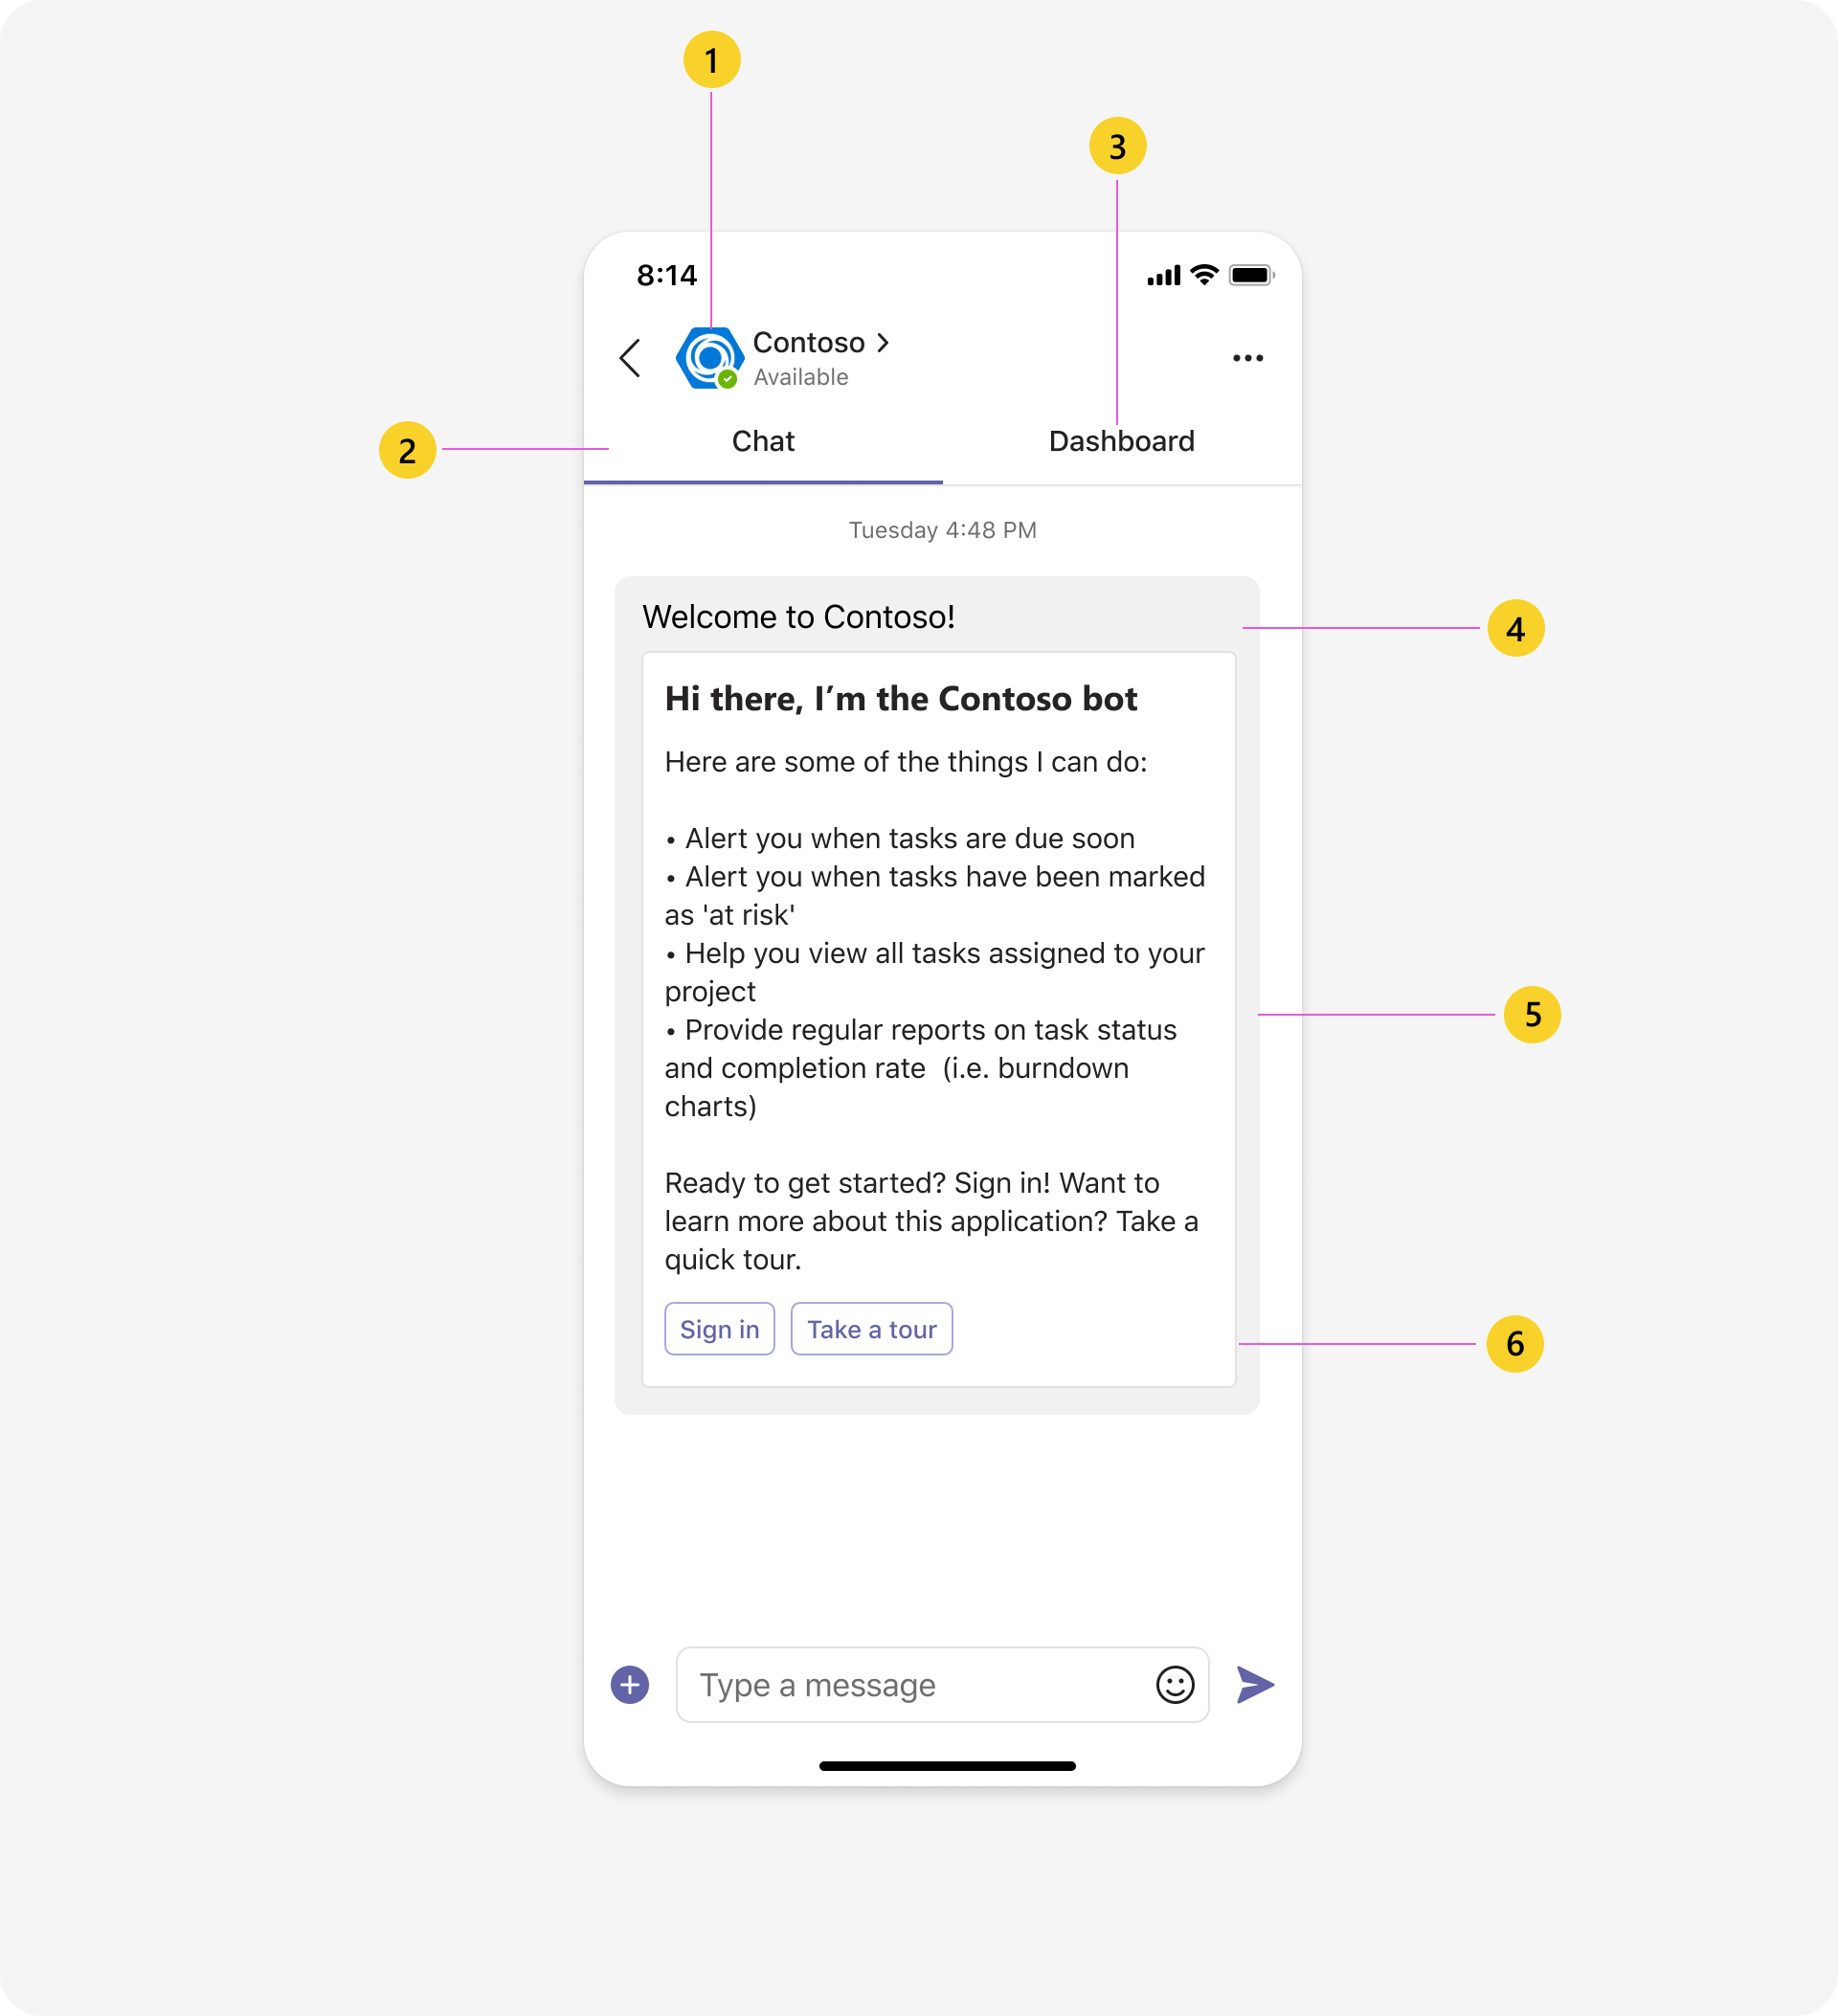 1
3
8:14
Contoso
Available
2
Chat
Dashboard
Tuesday 4:48 PM
Welcome to Contoso!
4
Hi there, I’m the Contoso bot
Here are some of the things I can do:
• Alert you when tasks are due soon
• Alert you when tasks have been marked
as 'at risk'
• Help you view all tasks assigned to your
project
5
• Provide regular reports on task status
and completion rate  (i.e. burndown
charts)
Ready to get started? Sign in! Want to
learn more about this application? Take a
quick tour.
Sign in
Take a tour
6
Type a message